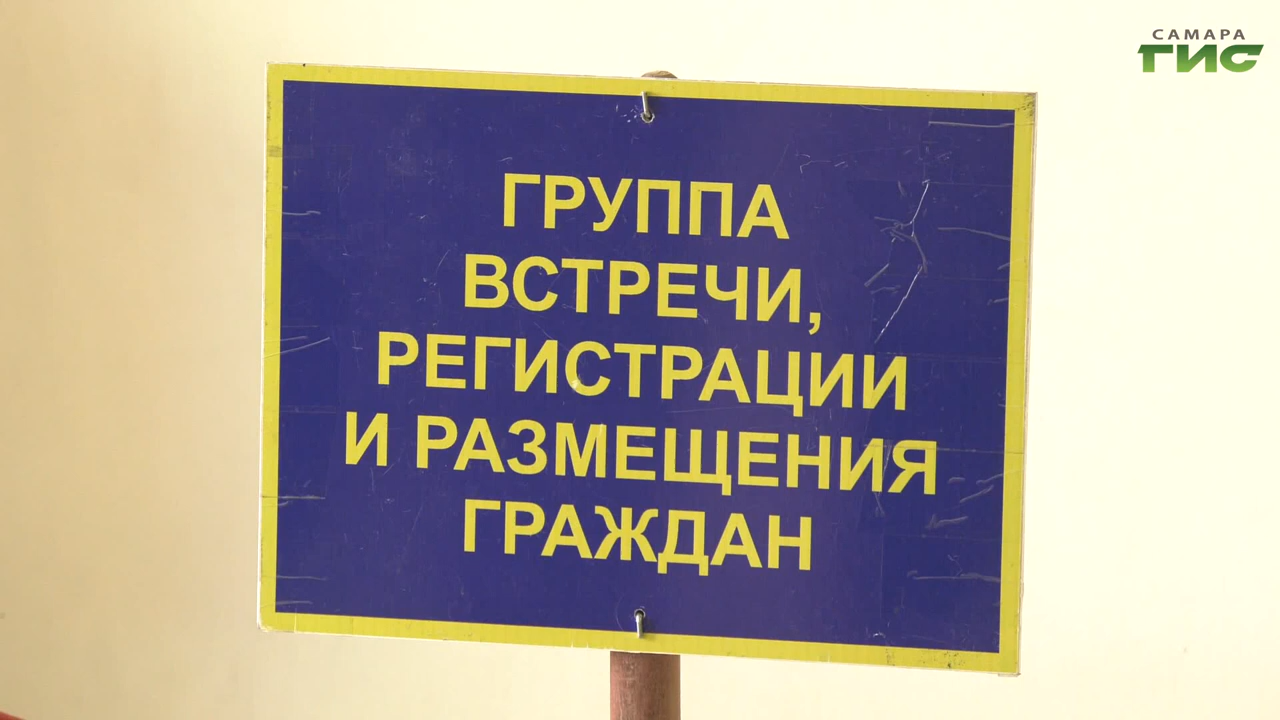 САМАРА
ГИС
ГРУППА
ВСТРЕЧИ,
РЕГИСТРАЦИИ
И РАЗМЕЩЕНИЯ
ГРАЖДАН